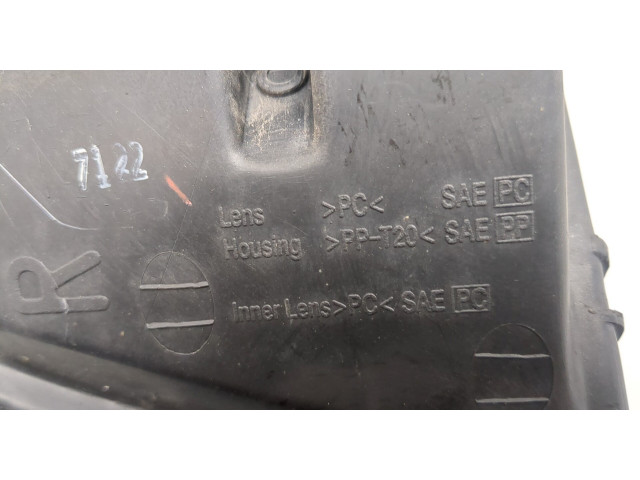 7122
Lens >PC< SAE PC
Housing >PP-T20< SAE PP
R
Inner Lens>PC< SAE PC